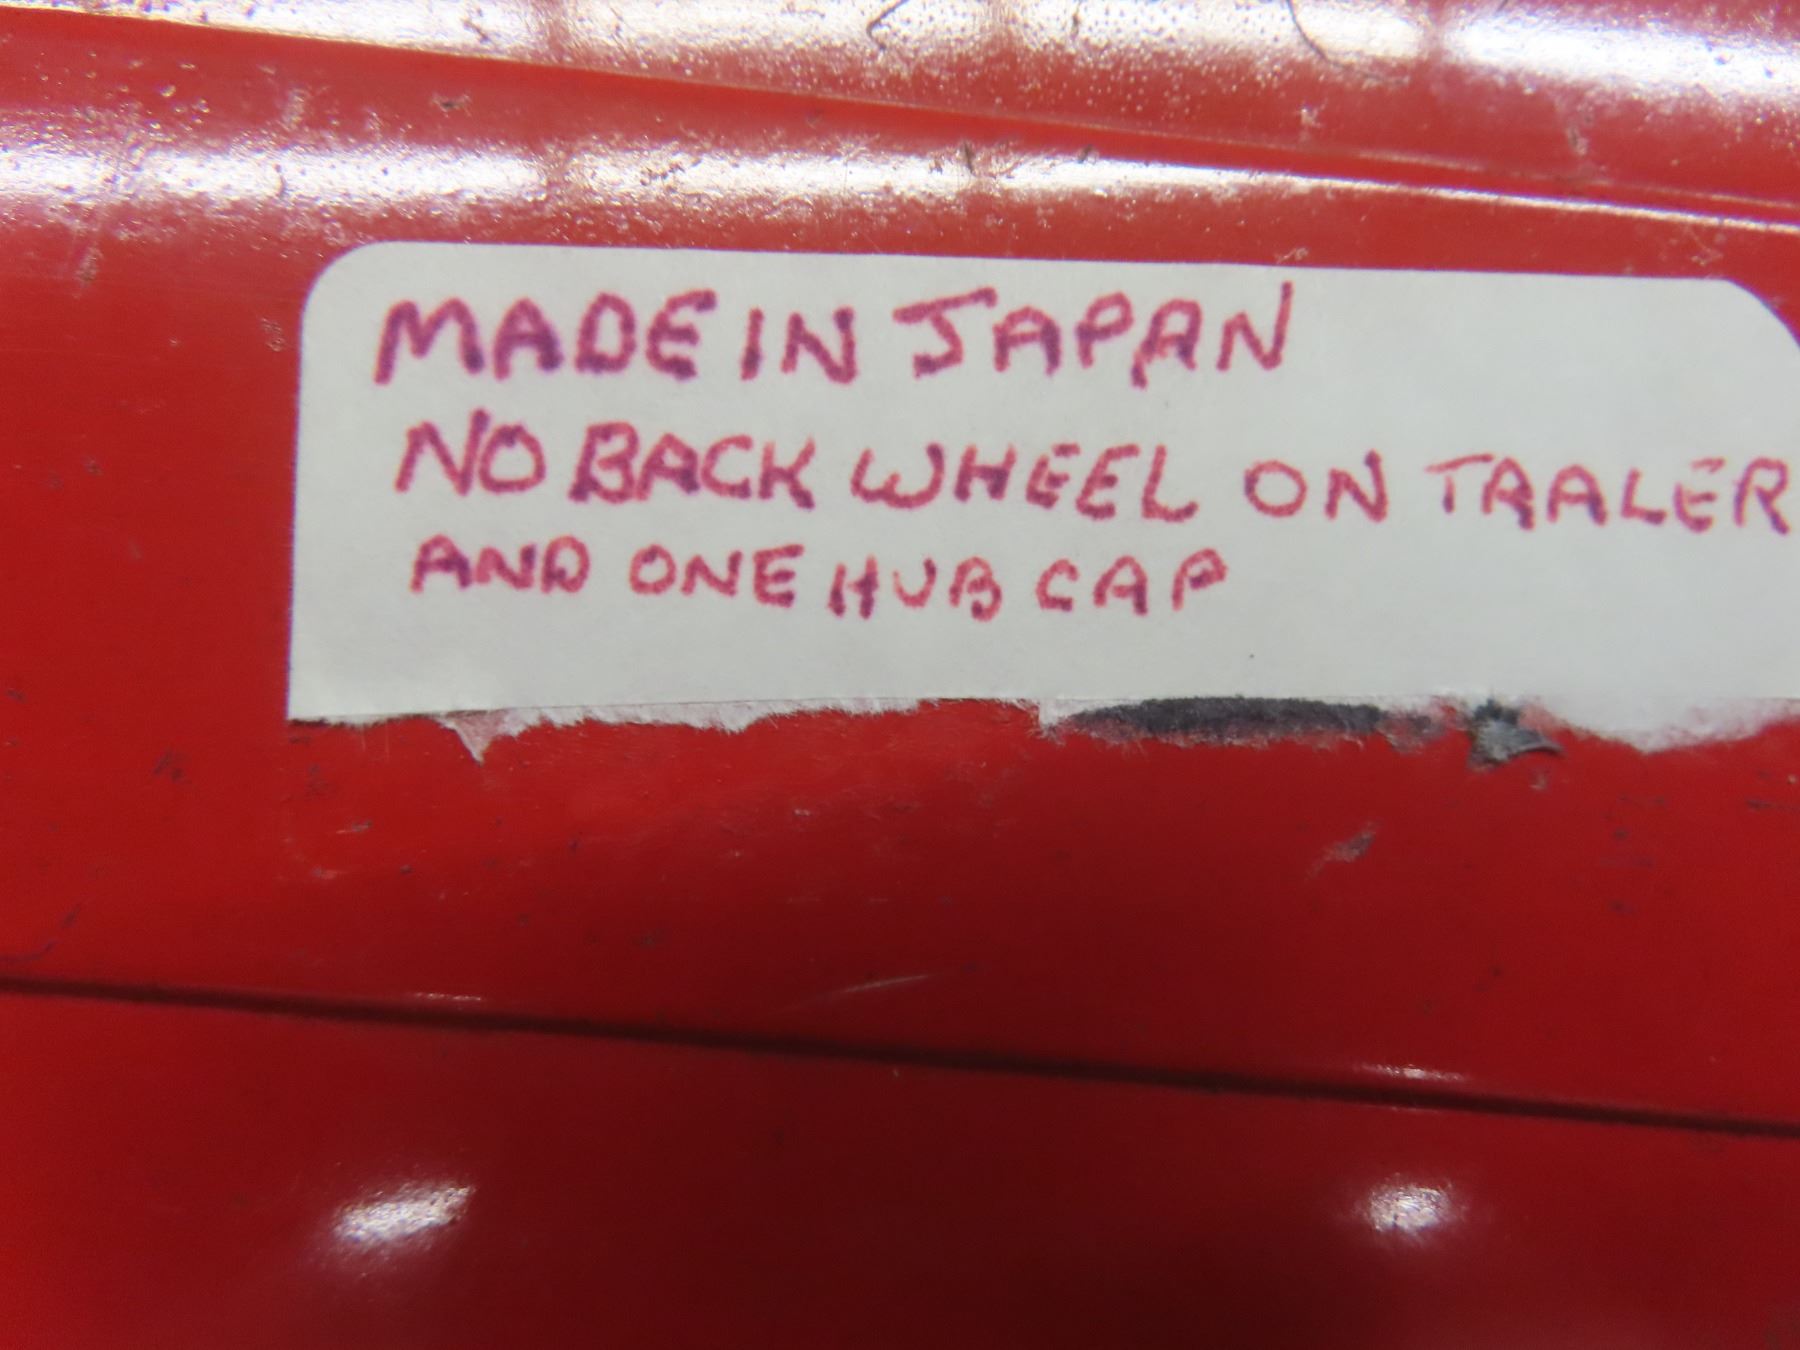 MADE IN JAPAN
NO BACK WHEEL ON TRALER
AND ONE HUB CAP